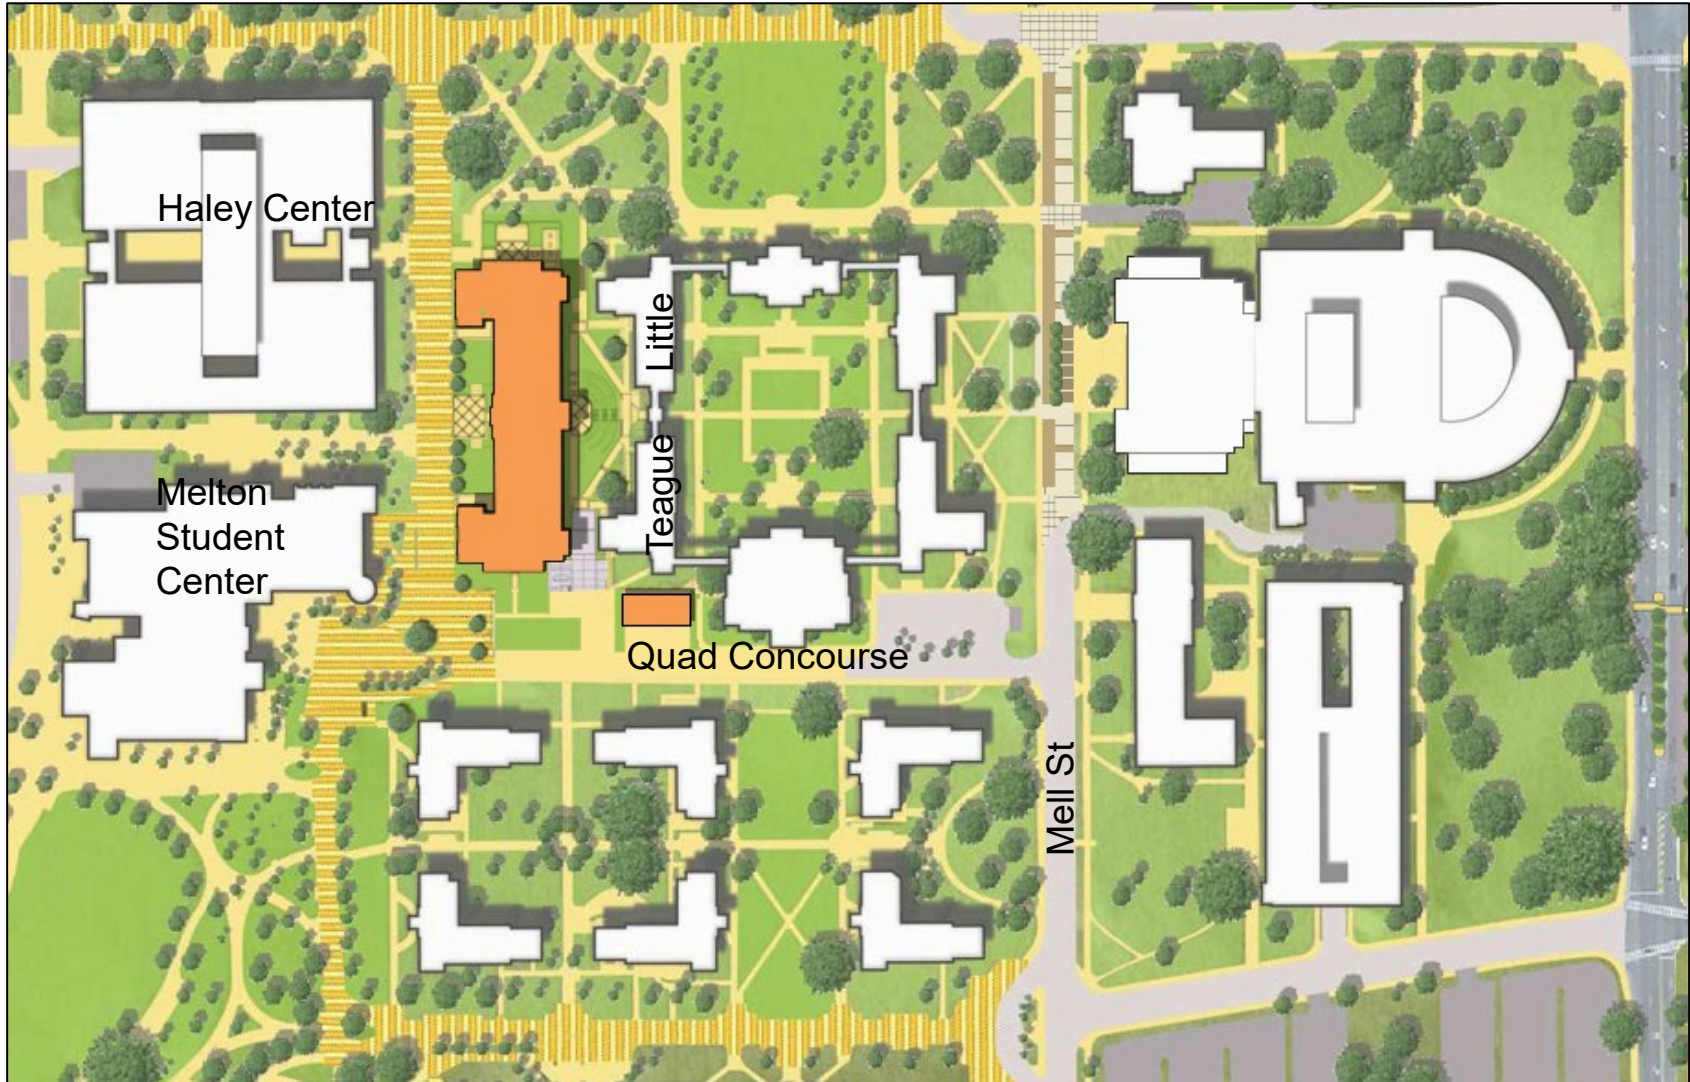 Haley Center
Little
Teague
Melton
Student
Center
Quad Concourse
Mell St